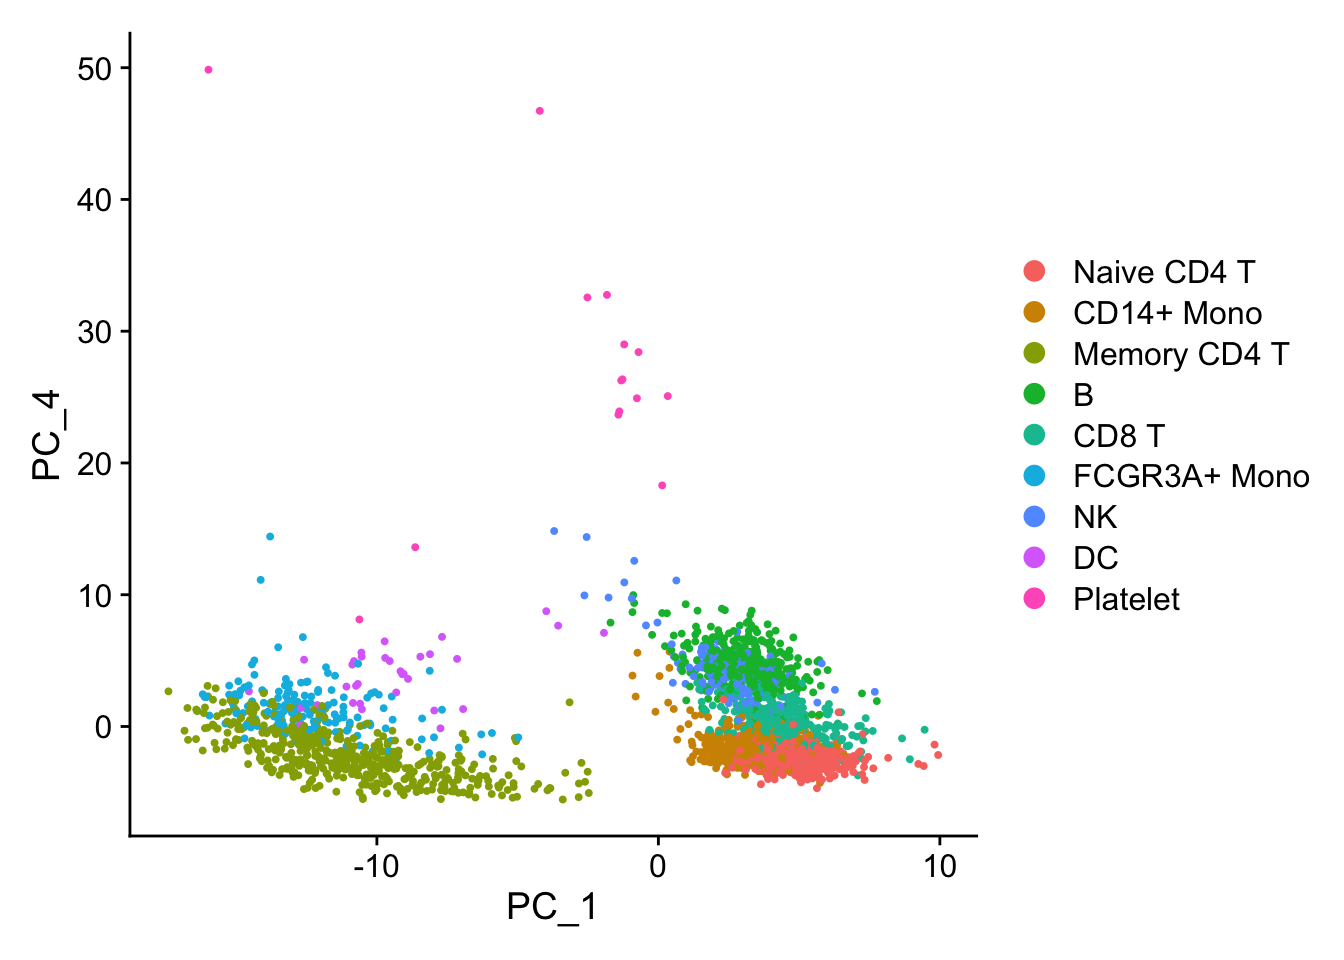 50
40
30
20
10
0
PC_4
-10
0
10
PC_1
Naive CD4 T
CD14+ Mono
Memory CD4 T
B
CD8 T
FCGR3A+ Mono
NK
DC
Platelet